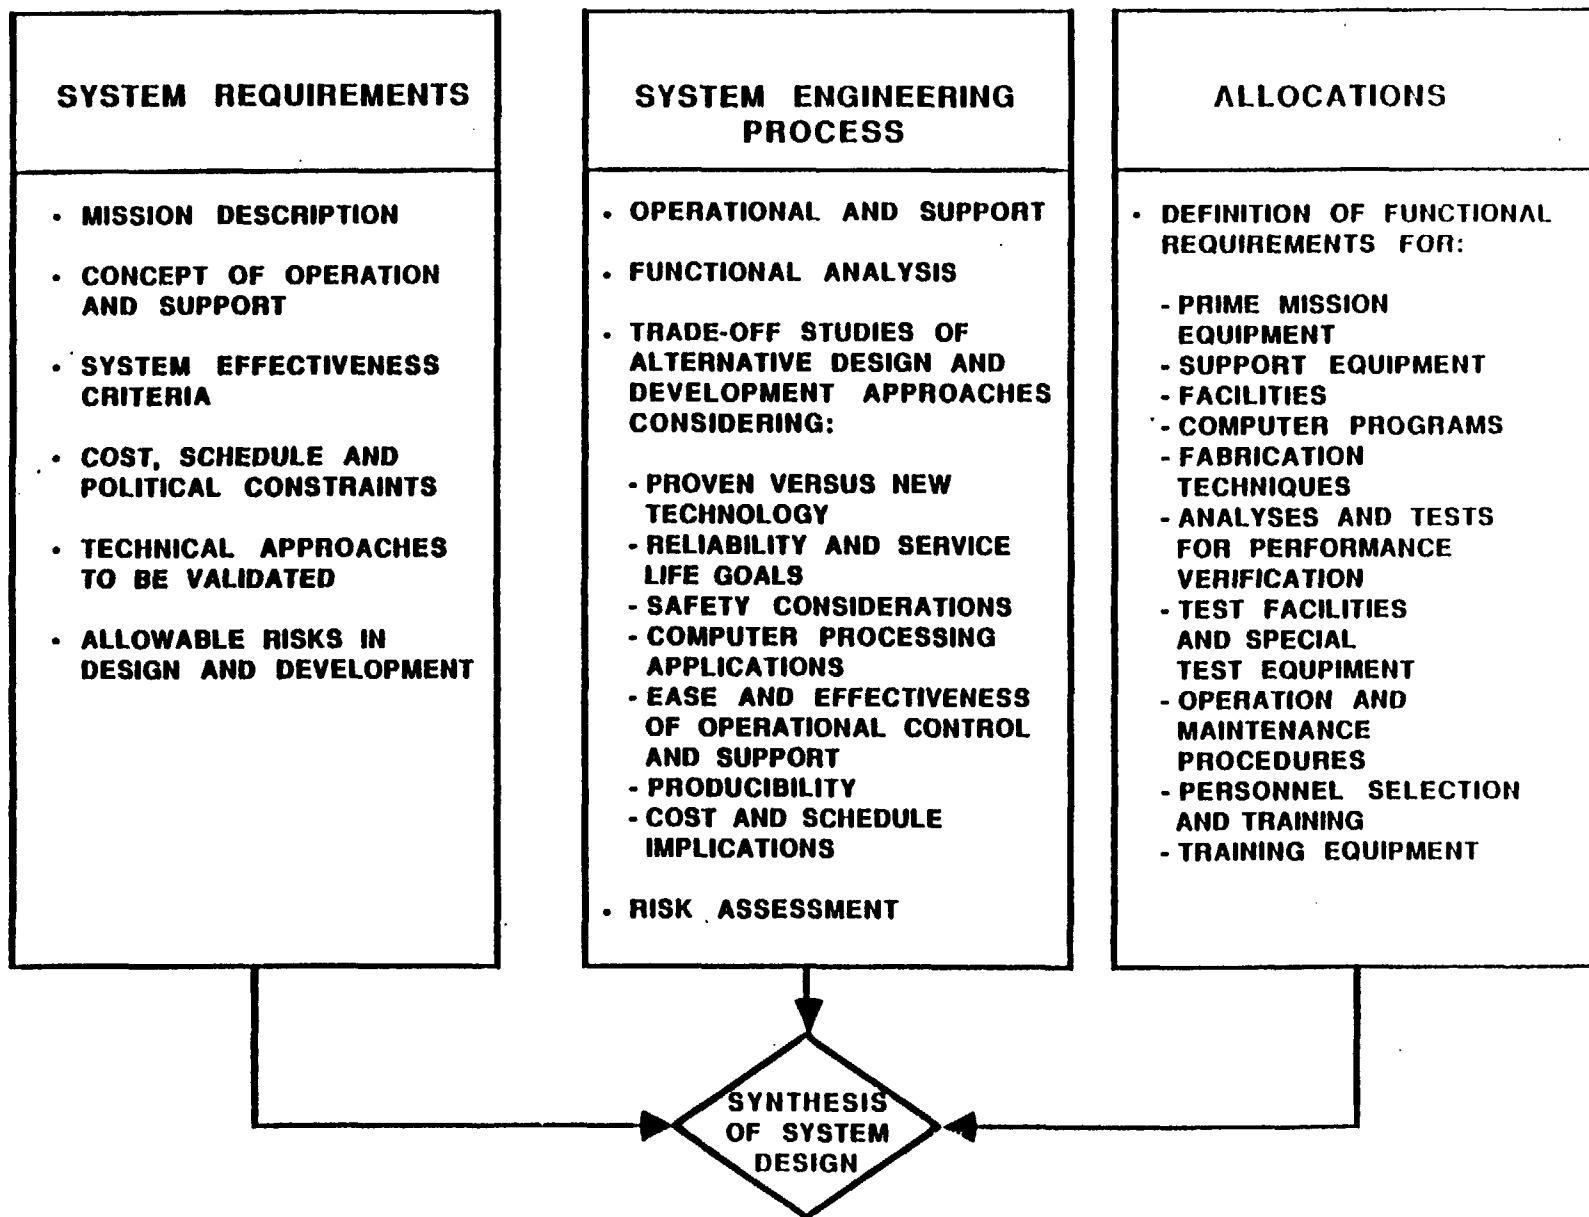 SYSTEM REQUIREMENTS
• MISSION DESCRIPTION
• CONCEPT OF OPERATION
AND SUPPORT
• SYSTEM EFFECTIVENESS
CRITERIA
• COST, SCHEDULE AND
POLITICAL CONSTRAINTS
• TECHNICAL APPROACHES
TO BE VALIDATED
• ALLOWABLE RISKS IN
DESIGN AND DEVELOPMENT
SYSTEM ENGINEERING
PROCESS
• OPERATIONAL AND SUPPORT
• FUNCTIONAL ANALYSIS
• TRADE-OFF STUDIES OF
ALTERNATIVE DESIGN AND
DEVELOPMENT APPROACHES
CONSIDERING:
- PROVEN VERSUS NEW
TECHNOLOGY
- RELIABILITY AND SERVICE
LIFE GOALS
- SAFETY CONSIDERATIONS
- COMPUTER PROCESSING
APPLICATIONS
- EASE AND EFFECTIVENESS
OF OPERATIONAL CONTROL
AND SUPPORT
- PRODUCIBILITY
- COST AND SCHEDULE
IMPLICATIONS
• RISK ASSESSMENT
ALLOCATIONS
• DEFINITION OF FUNCTIONAL
REQUIREMENTS FOR:
- PRIME MISSION
EQUIPMENT
- SUPPORT EQUIPMENT
- FACILITIES
- COMPUTER PROGRAMS
- FABRICATION
TECHNIQUES
- ANALYSES AND TESTS
FOR PERFORMANCE
VERIFICATION
- TEST FACILITIES
AND SPECIAL
TEST EQUPIMENT
- OPERATION AND
MAINTENANCE
PROCEDURES
- PERSONNEL SELECTION
AND TRAINING
- TRAINING EQUIPMENT
SYNTHESIS
OF SYSTEM
DESIGN